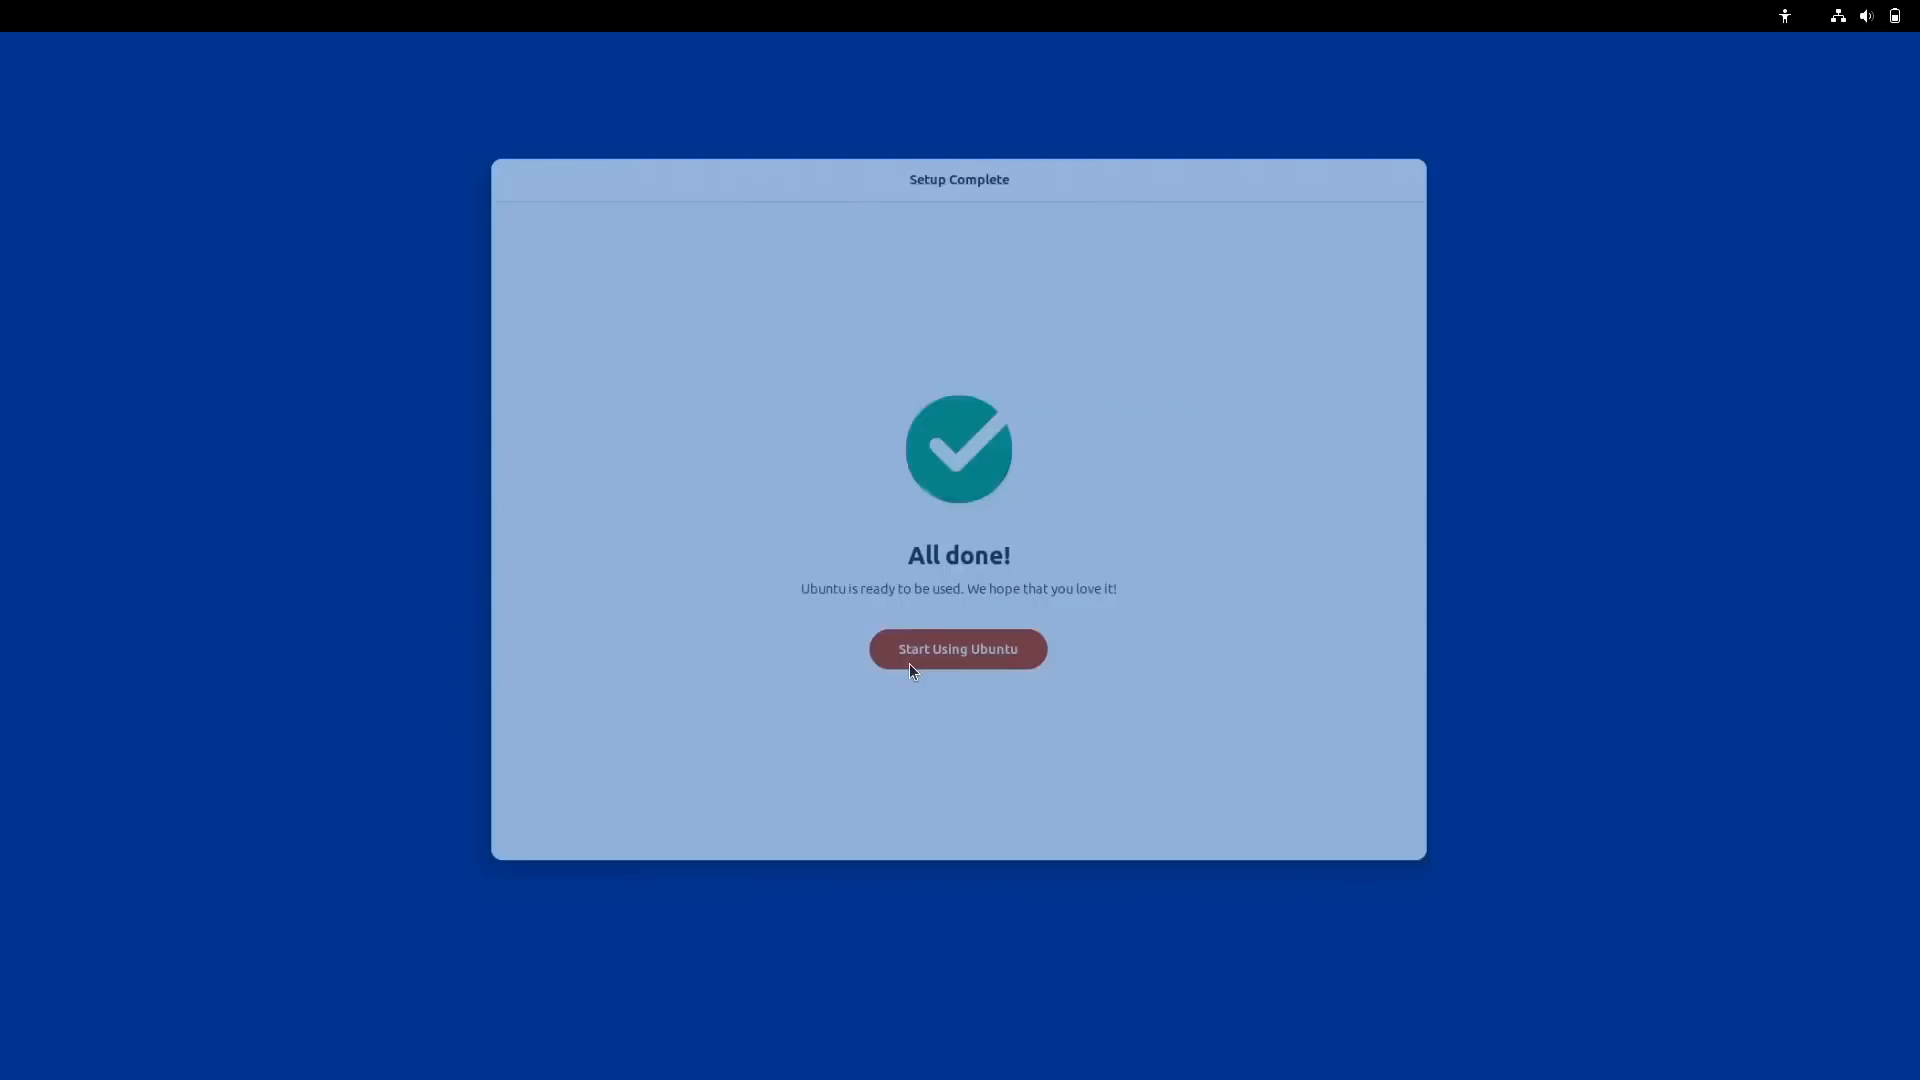 Setup Complete
All done!
Ubuntu is ready to be used. We hope that you love it!
Start Using Ubuntu